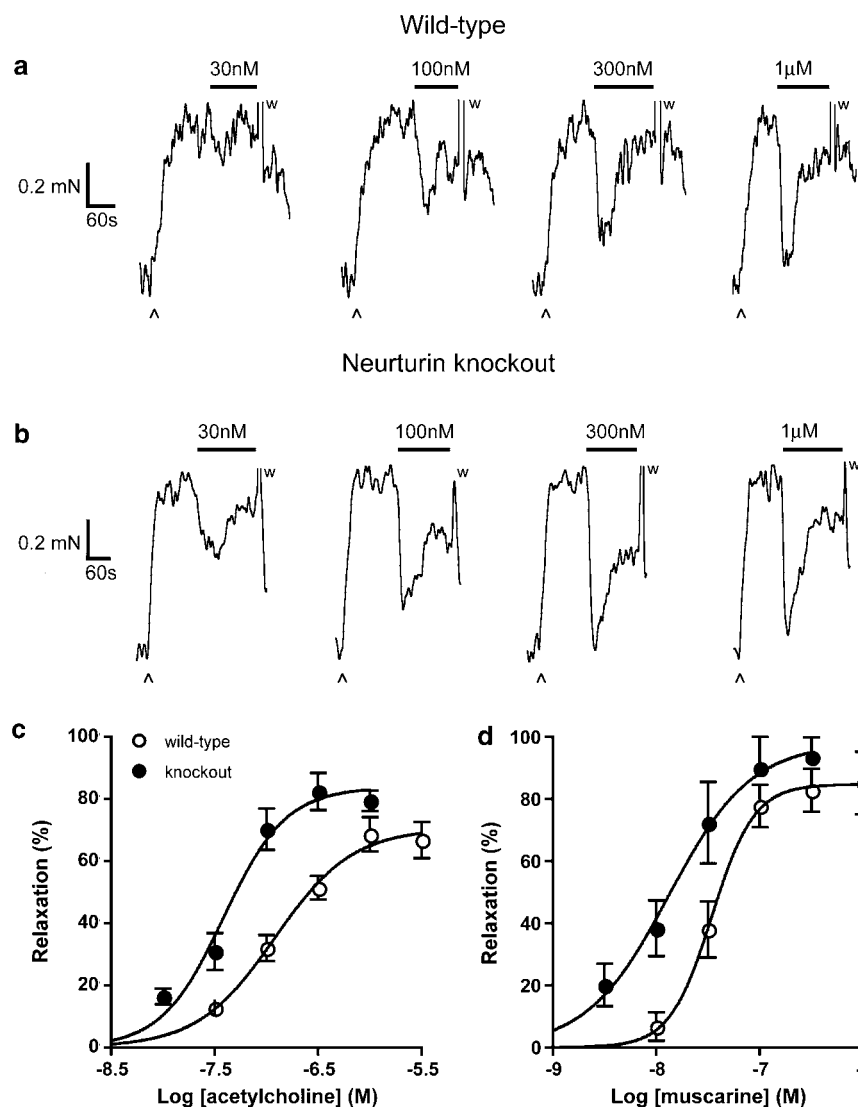 Wild-type
a
30nM
100nM
300nM
1µM
w
w
w
w
0.2 mN
60s
^
^
^
^
Neurturin knockout
b
30nM
100nM
300nM
1µM
w
w
w
w
0.2 mN
60s
^
^
^
^
c
wild-type
knockout
Relaxation (%)
100
80
60
40
20
0
-8.5
-7.5
-6.5
-5.5
Log [acetylcholine] (M)
d
Relaxation (%)
100
80
60
40
20
0
-9
-8
-7
Log [muscarine] (M)